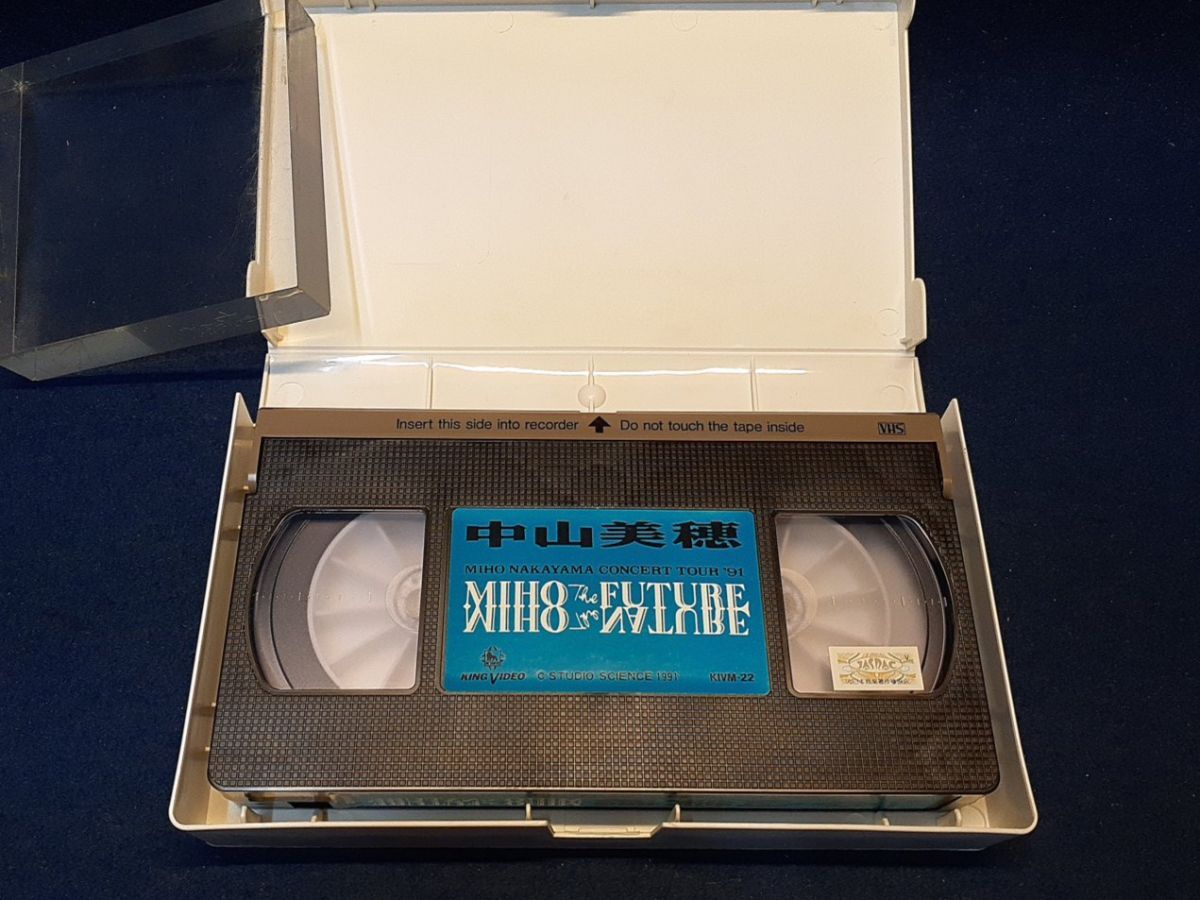 Insert this side into recorder ↑ Do not touch the tape inside VHS
中山美穂
MIHO NAKAYAMA CONCERT TOUR '91
MIHO The FUTURE
MIHO The NATURE
KING VIDEO © STUDIO SCIENCE 1991 KIVM-22
JASRAC